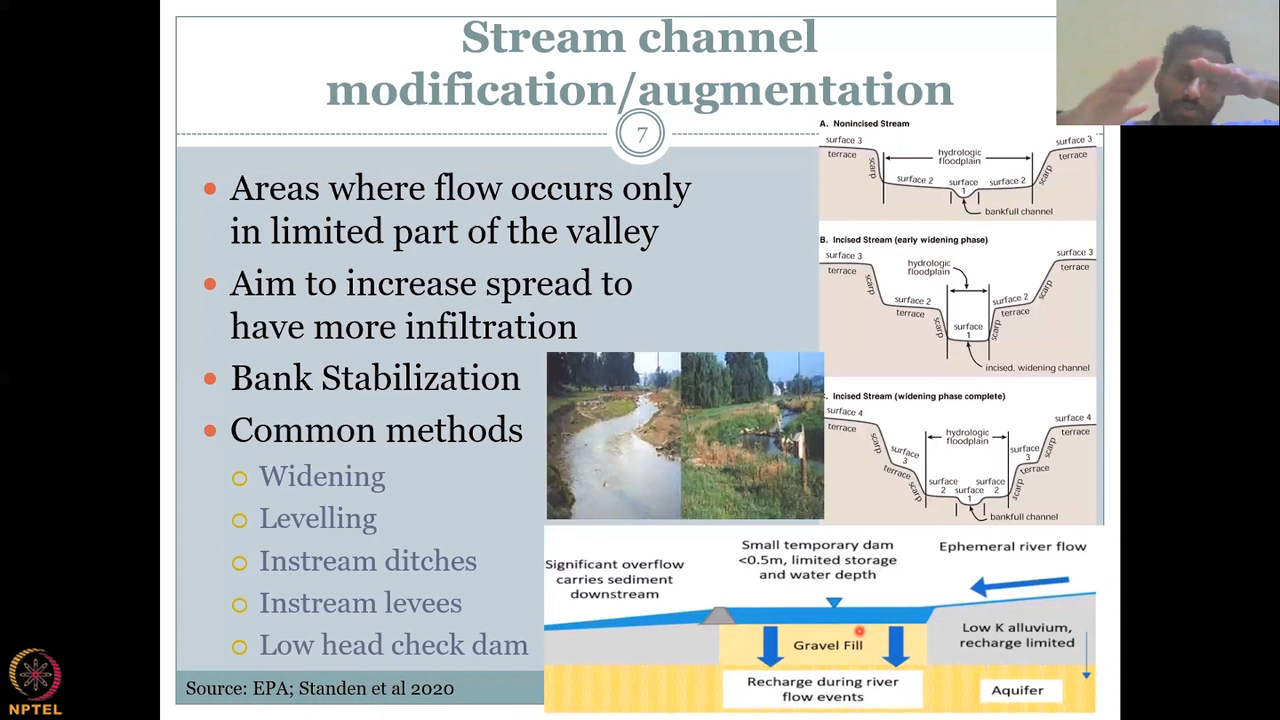 Stream channel
modification/augmentation
7
Areas where flow occurs only
in limited part of the valley
Aim to increase spread to
have more infiltration
Bank Stabilization
Common methods
Widening
Levelling
Instream ditches
Instream levees
Low head check dam
Source: EPA; Standen et al 2020
A. Nonincised Stream
surface 3
terrace
scarp
hydrologic
floodplain
surface 2
surface
1
surface 2
scarp
surface 3
terrace
bankfull channel
B. Incised Stream (early widening phase)
surface 3
terrace
scarp
hydrologic
floodplain
surface 2
terrace
scarp
surface
1
scarp
surface 2
terrace
scarp
surface 3
terrace
incised, widening channel
Incised Stream (widening phase complete)
surface 4
terrace
scarp
surface
3
terrace
scarp
hydrologic
floodplain
surface
2
surface
1
surface
2
scarp
surface
3
terrace
scarp
surface 4
terrace
bankfull channel
Significant overflow
carries sediment
downstream
Small temporary dam
<0.5m, limited storage
and water depth
Ephemeral river flow
Gravel Fill
Low K alluvium,
recharge limited
Recharge during river
flow events
Aquifer
NPTEL